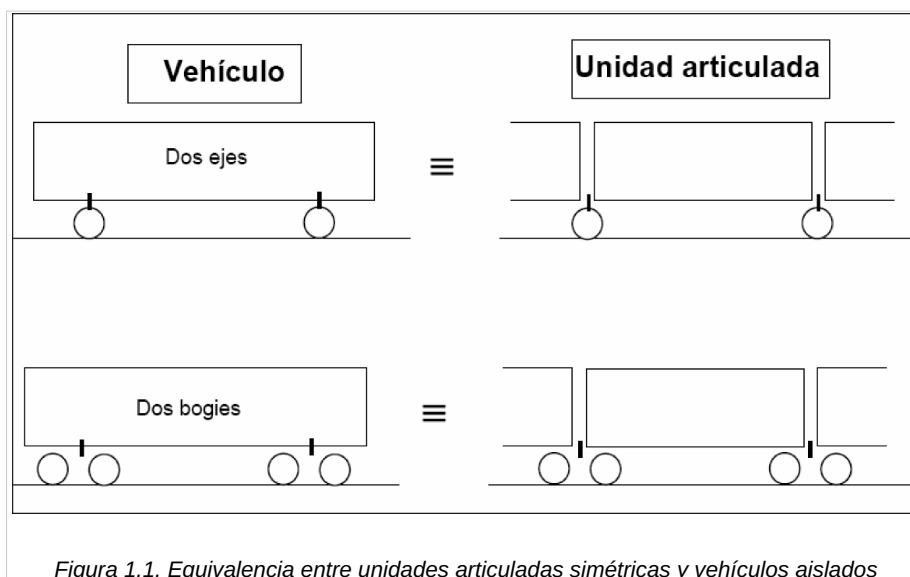 Vehículo
Unidad articulada
Dos ejes
≡
Dos bogies
≡
Figura 1.1. Equivalencia entre unidades articuladas simétricas y vehículos aislados